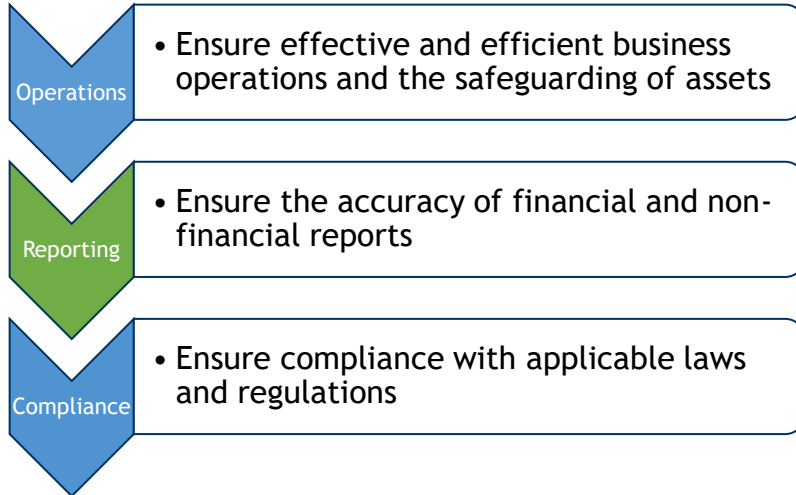 Operations
• Ensure effective and efficient business
operations and the safeguarding of assets
Reporting
• Ensure the accuracy of financial and non-
financial reports
Compliance
• Ensure compliance with applicable laws
and regulations